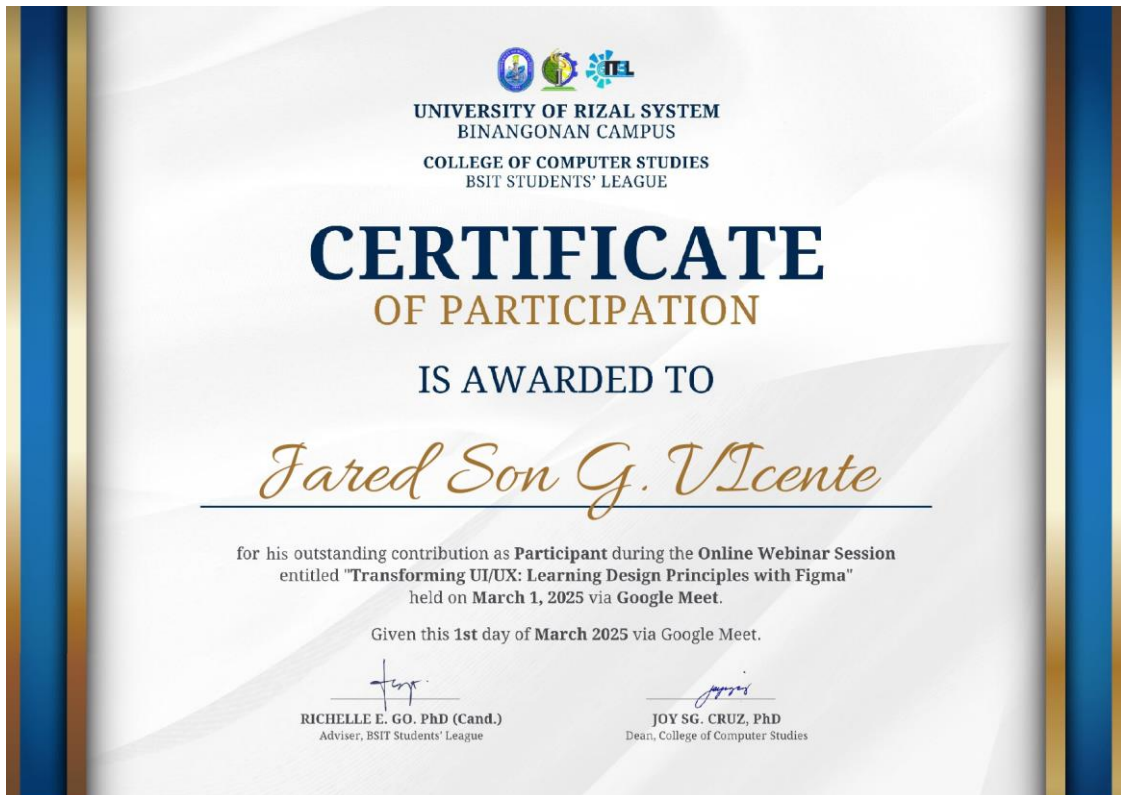 ITEL
UNIVERSITY OF RIZAL SYSTEM
BINANGONAN CAMPUS
COLLEGE OF COMPUTER STUDIES
BSIT STUDENTS' LEAGUE
CERTIFICATE
OF PARTICIPATION
IS AWARDED TO
Jared Son G. VIcente
for his outstanding contribution as Participant during the Online Webinar Session
entitled "Transforming UI/UX: Learning Design Principles with Figma"
held on March 1, 2025 via Google Meet.
Given this 1st day of March 2025 via Google Meet.
RICHELLE E. GO. PhD (Cand.)
Adviser, BSIT Students' League
JOY SG. CRUZ, PhD
Dean, College of Computer Studies